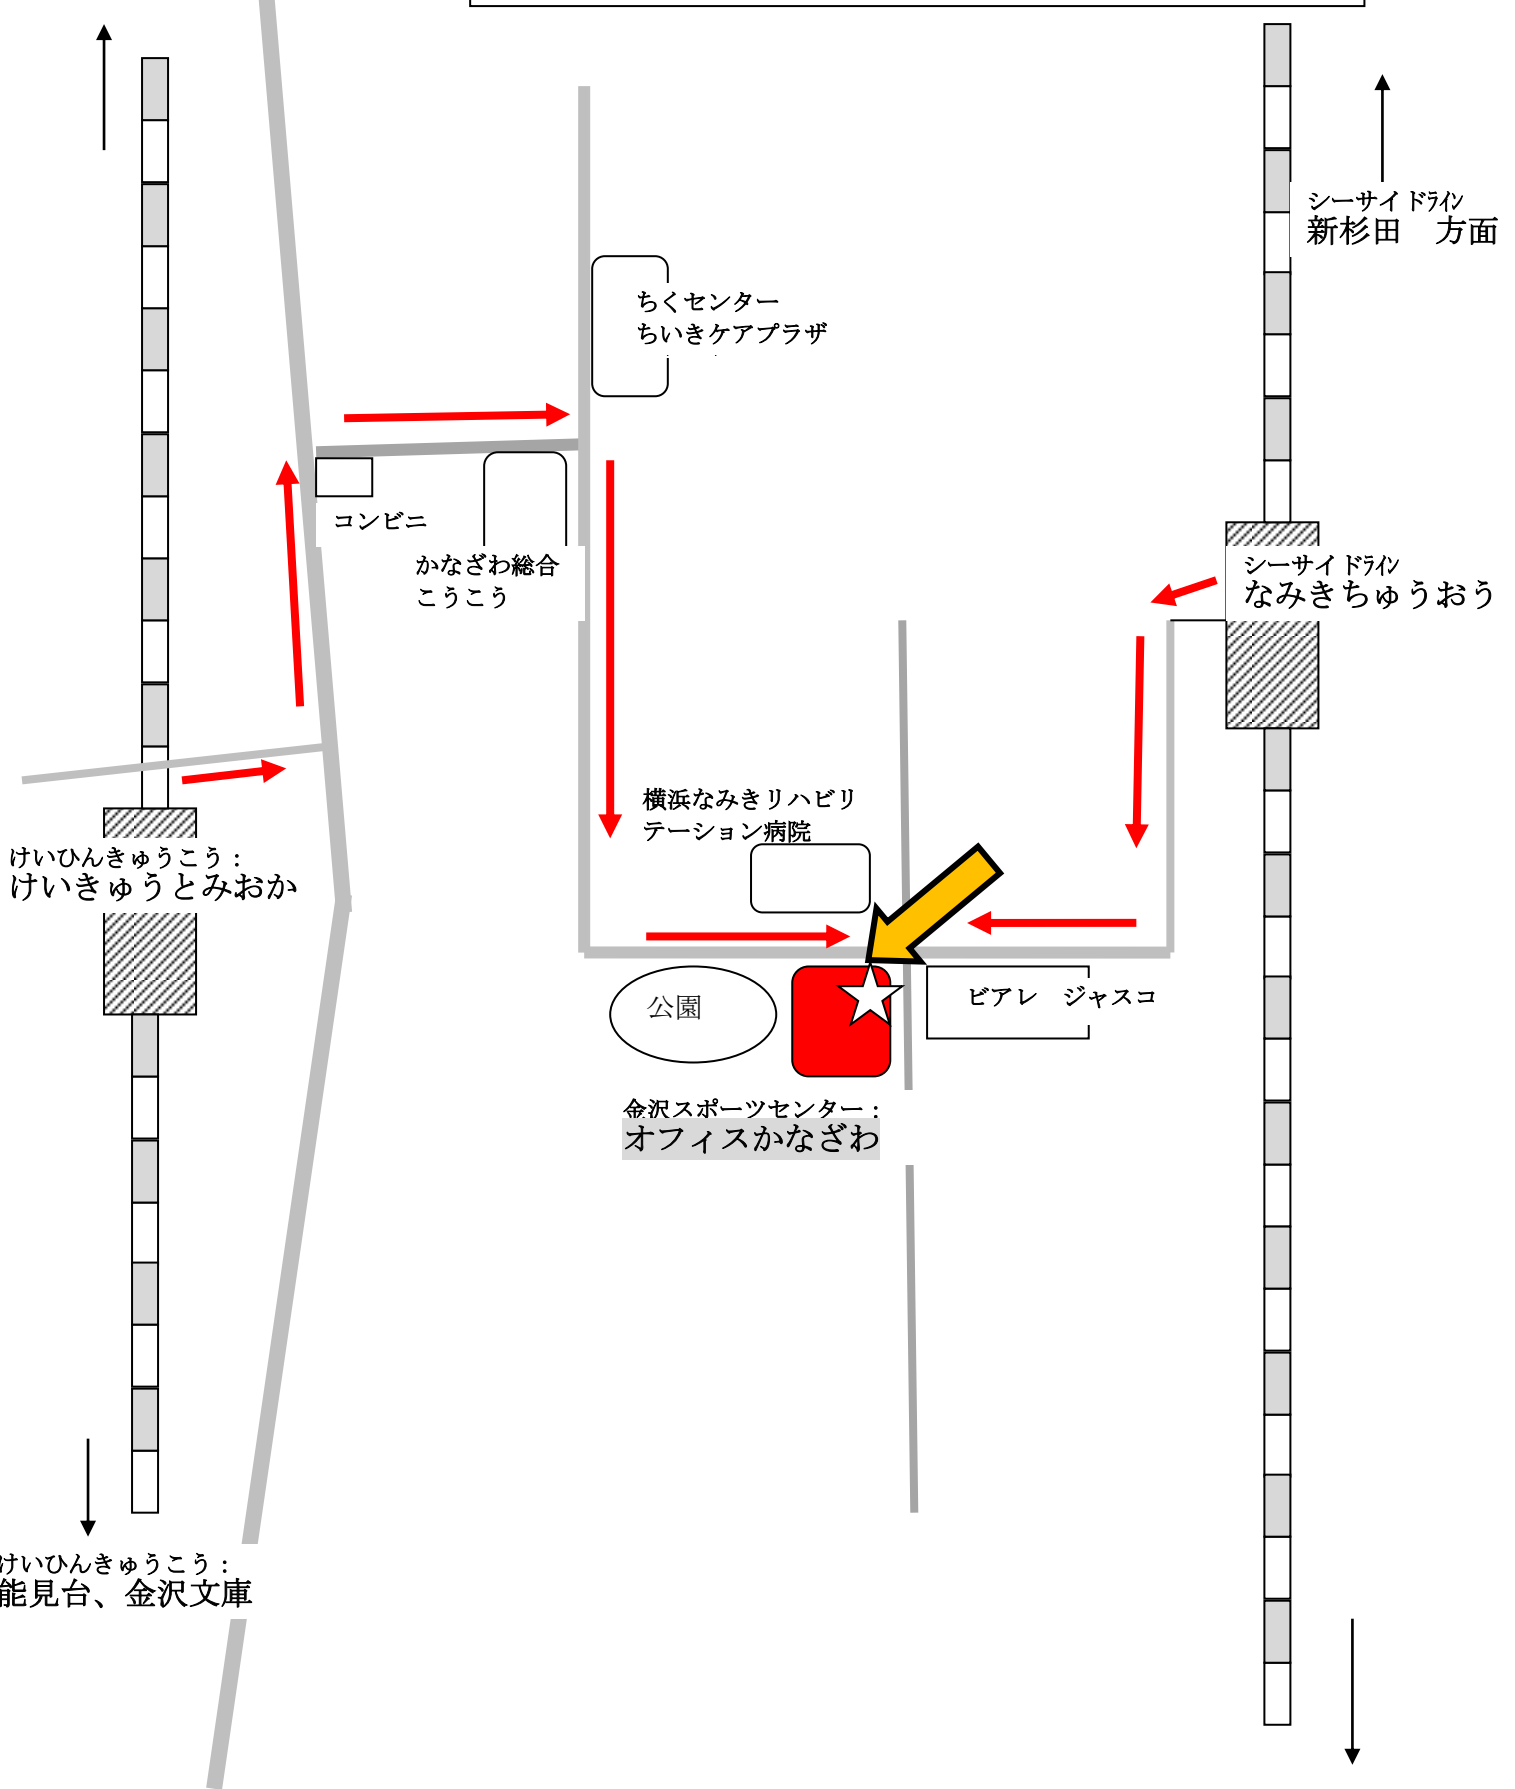 シーサイドライン
新杉田　方面
ちくセンター
ちいきケアプラザ
コンビニ
かなざわ総合
こうこう
シーサイドライン
なみきちゅうおう
横浜なみきリハビリ
テーション病院
けいひんきゅうこう：
けいきゅうとみおか
公園
ビアレ　ジャスコ
金沢スポーツセンター：
オフィスかなざわ
けいひんきゅうこう：
能見台、金沢文庫